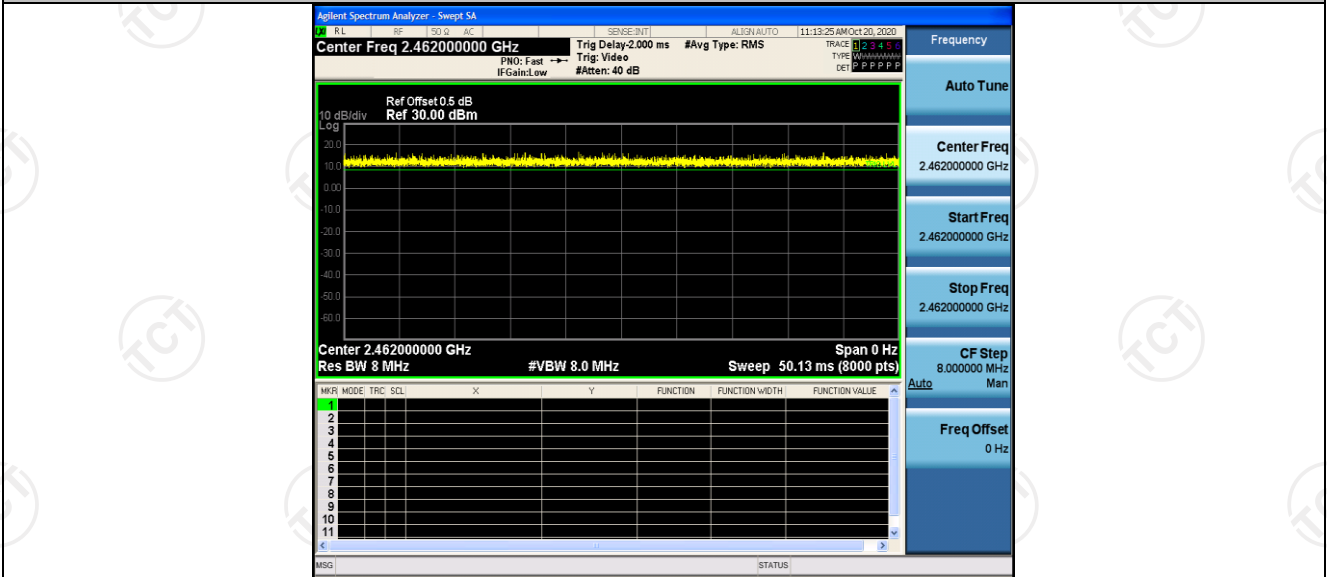 Agilent Spectrum Analyzer - Swept SA
RL RF 50 Ω AC SENSE:INT ALIGN AUTO 11:13:25 AM Oct 20, 2020
Center Freq 2.462000000 GHz
Trig Delay-2.000 ms #Avg Type: RMS
TRACE 1 2 3 4 5 6
PNO: Fast Trig: Video
TYPE
IFGain:Low #Atten: 40 dB
DET P P P P P P
Frequency
Auto Tune
Center Freq
2.462000000 GHz
Start Freq
2.462000000 GHz
Stop Freq
2.462000000 GHz
CF Step
8.000000 MHz
Auto Man
Freq Offset
0 Hz
Ref Offset 0.5 dB
10 dB/div Ref 30.00 dBm
Log
20.0
10.0
0.00
-10.0
-20.0
-30.0
-40.0
-50.0
-60.0
Center 2.462000000 GHz Span 0 Hz
Res BW 8 MHz #VBW 8.0 MHz Sweep 50.13 ms (8000 pts)
MKR MODE TRC SCL X Y FUNCTION FUNCTION WIDTH FUNCTION VALUE
1
2
3
4
5
6
7
8
9
10
11
MSG STATUS
TCT
TCT